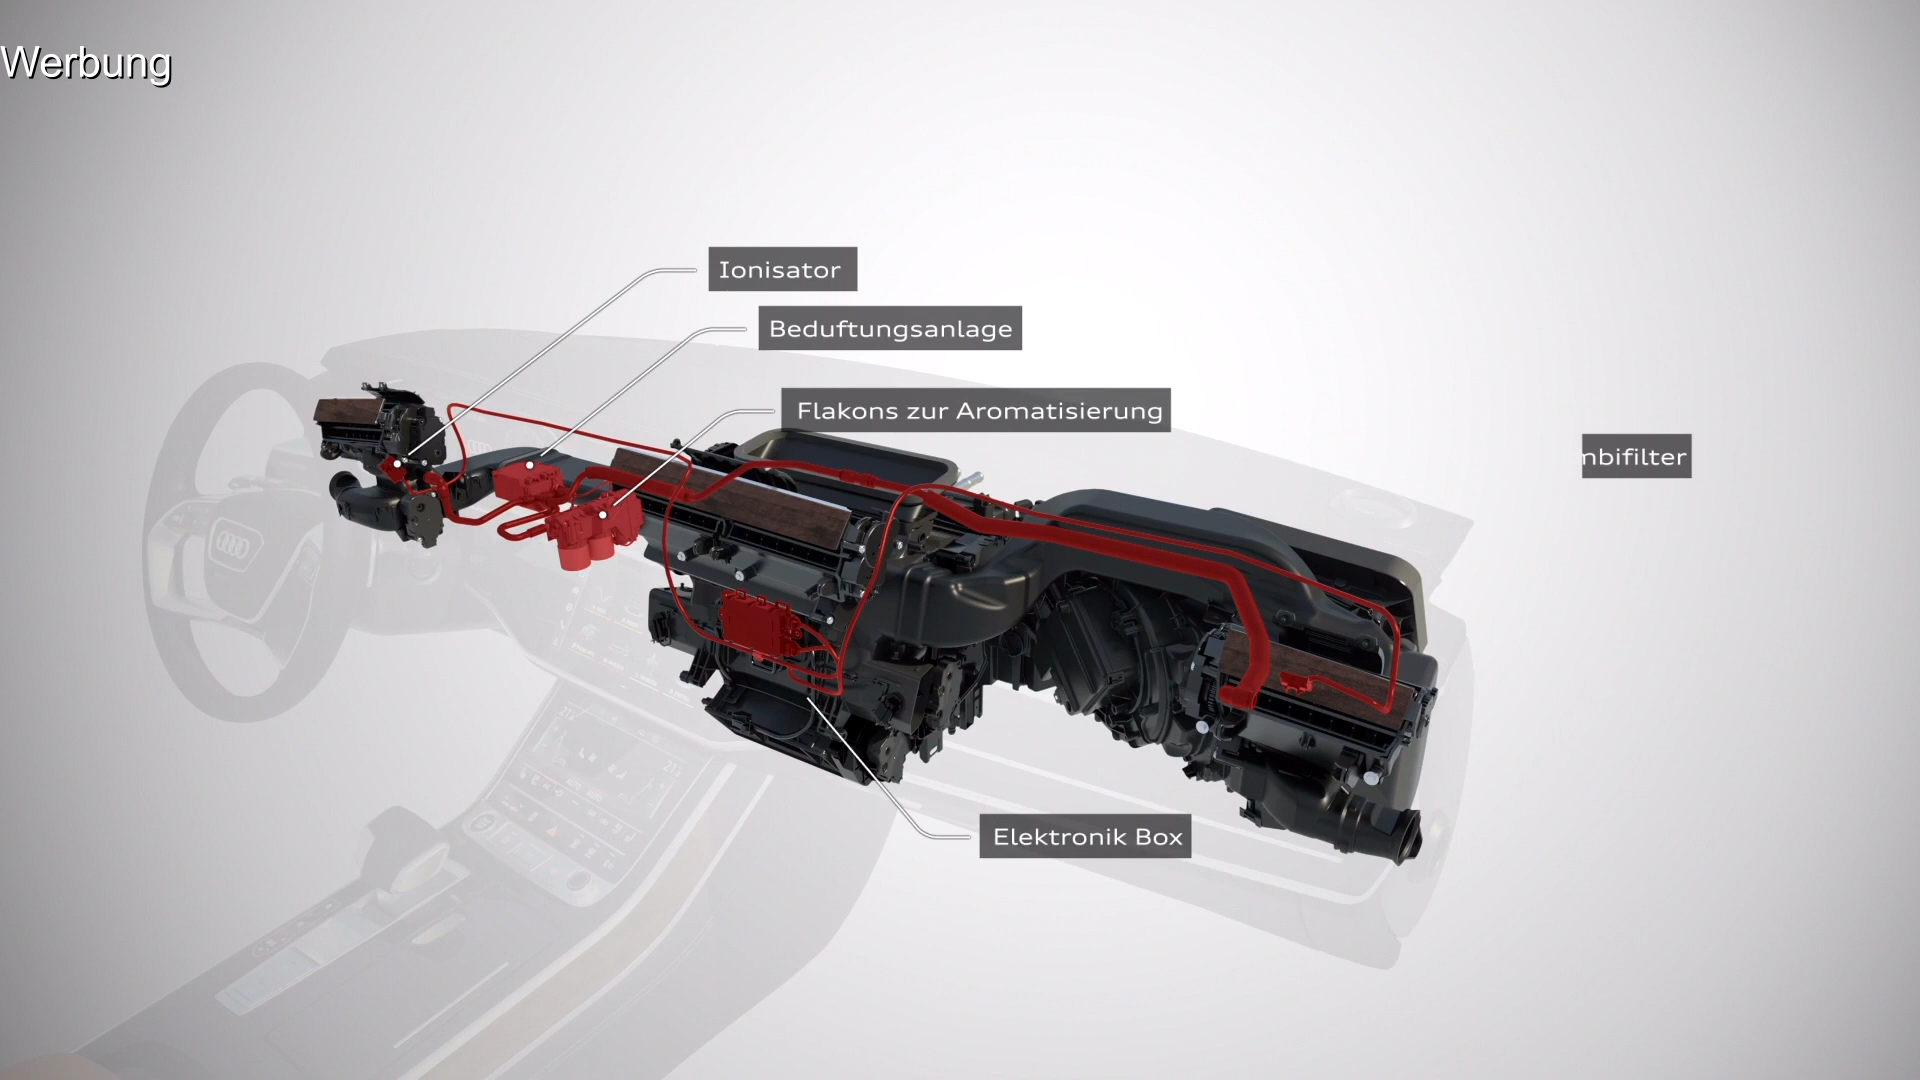 Werbung
Ionisator
Beduftungsanlage
Flakons zur Aromatisierung
nbifilter
Elektronik Box